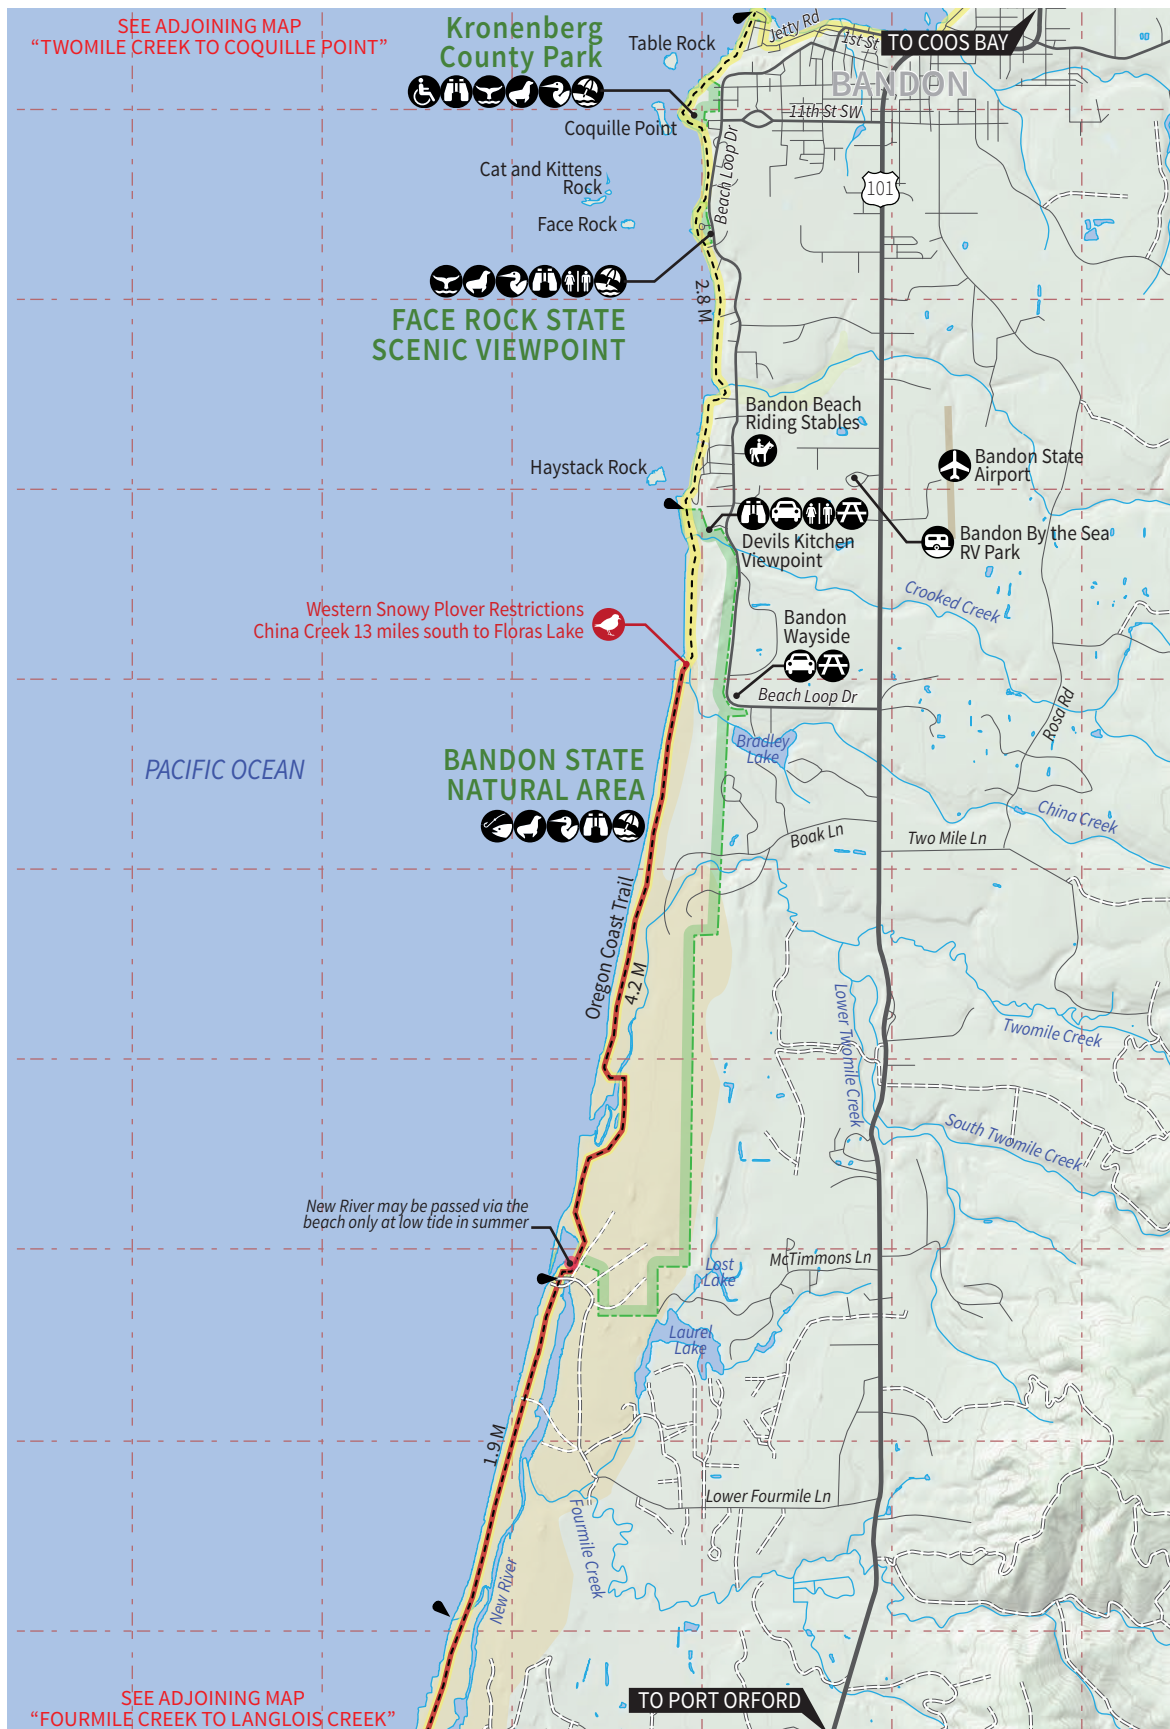 SEE ADJOINING MAP
“TWOMILE CREEK TO COQUILLE POINT”
Kronenberg
County Park
Table Rock
Jetty Rd
1st St
TO COOS BAY
BANDON
11th St SW
Coquille Point
Beach Loop Dr
Cat and Kittens
Rock
101
Face Rock
2.8 M
FACE ROCK STATE
SCENIC VIEWPOINT
Bandon Beach
Riding Stables
Haystack Rock
Bandon State
Airport
Devils Kitchen
Viewpoint
Bandon By the Sea
RV Park
Crooked Creek
Western Snowy Plover Restrictions
China Creek 13 miles south to Floras Lake
Bandon
Wayside
Beach Loop Dr
Rosa Rd
Bradley
Lake
PACIFIC OCEAN
BANDON STATE
NATURAL AREA
China Creek
Boak Ln
Two Mile Ln
Oregon Coast Trail
4.2 M
Lower Twomile Creek
Twomile Creek
South Twomile Creek
New River may be passed via the
beach only at low tide in summer
McTimmons Ln
Lost
Lake
Laurel
Lake
1.9 M
Lower Fourmile Ln
Fourmile Creek
New River
SEE ADJOINING MAP
“FOURMILE CREEK TO LANGLOIS CREEK”
TO PORT ORFORD